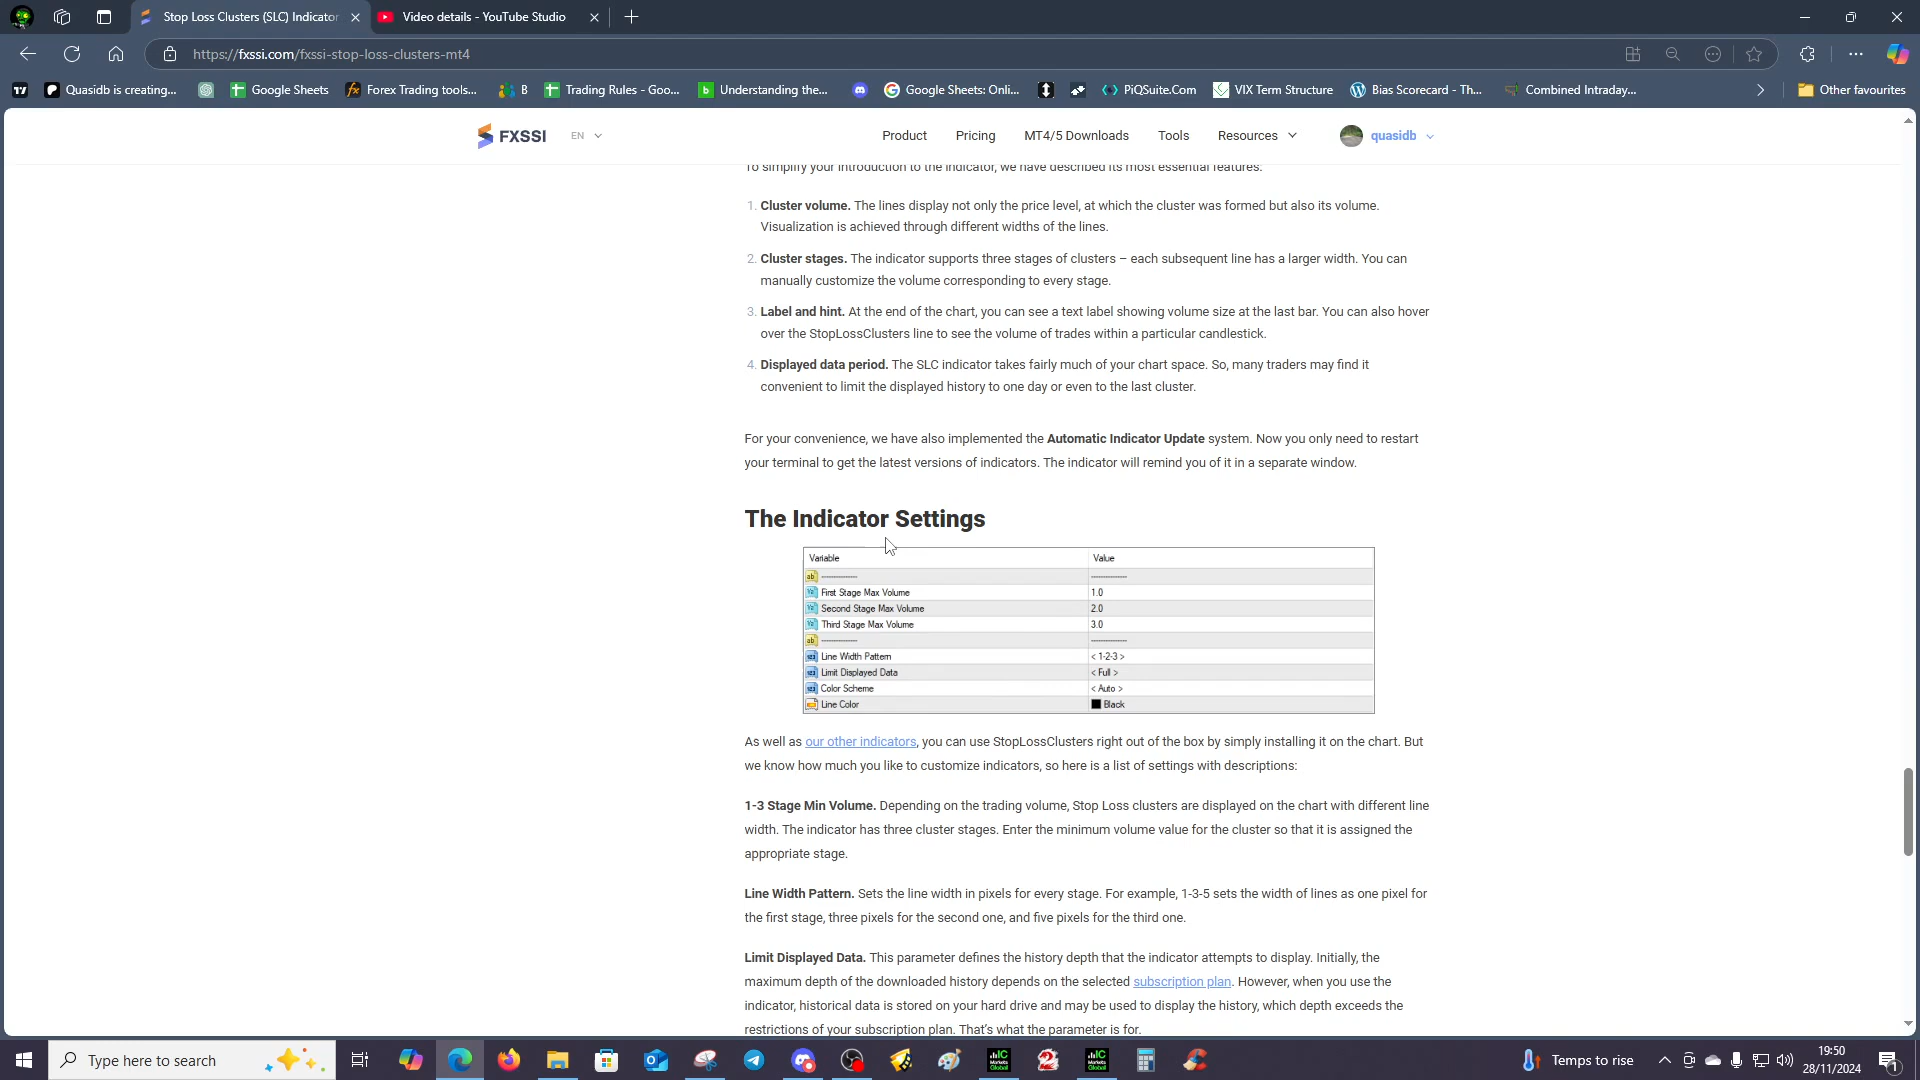 Stop Loss Clusters (SLC) Indicator
Video details - YouTube Studio
https://fxssi.com/fxssi-stop-loss-clusters-mt4
Quasidb is creating...
Google Sheets
Forex Trading tools...
B
Trading Rules - Goo...
Understanding the...
Google Sheets: Onli...
PiQSuite.Com
VIX Term Structure
Bias Scorecard - Th...
Combined Intraday...
Other favourites
FXSSI
EN
Product
Pricing
MT4/5 Downloads
Tools
Resources
quasidb
To simplify your introduction to the indicator, we have described its most essential features.
1. Cluster volume. The lines display not only the price level, at which the cluster was formed but also its volume.
Visualization is achieved through different widths of the lines.
2. Cluster stages. The indicator supports three stages of clusters – each subsequent line has a larger width. You can
manually customize the volume corresponding to every stage.
3. Label and hint. At the end of the chart, you can see a text label showing volume size at the last bar. You can also hover
over the StopLossClusters line to see the volume of trades within a particular candlestick.
4. Displayed data period. The SLC indicator takes fairly much of your chart space. So, many traders may find it
convenient to limit the displayed history to one day or even to the last cluster.
For your convenience, we have also implemented the Automatic Indicator Update system. Now you only need to restart
your terminal to get the latest versions of indicators. The indicator will remind you of it in a separate window.
The Indicator Settings
Variable Value
ab --------------- ---------------
First Stage Max Volume 1.0
Second Stage Max Volume 2.0
Third Stage Max Volume 3.0
ab --------------- ---------------
123 Line Width Pattern < 1-2-3 >
123 Limit Displayed Data < Full >
123 Color Scheme < Auto >
Line Color Black
As well as our other indicators, you can use StopLossClusters right out of the box by simply installing it on the chart. But
we know how much you like to customize indicators, so here is a list of settings with descriptions:
1-3 Stage Min Volume. Depending on the trading volume, Stop Loss clusters are displayed on the chart with different line
width. The indicator has three cluster stages. Enter the minimum volume value for the cluster so that it is assigned the
appropriate stage.
Line Width Pattern. Sets the line width in pixels for every stage. For example, 1-3-5 sets the width of lines as one pixel for
the first stage, three pixels for the second one, and five pixels for the third one.
Limit Displayed Data. This parameter defines the history depth that the indicator attempts to display. Initially, the
maximum depth of the downloaded history depends on the selected subscription plan. However, when you use the
indicator, historical data is stored on your hard drive and may be used to display the history, which depth exceeds the
restrictions of your subscription plan. That's what the parameter is for.
Type here to search
Temps to rise
19:50
28/11/2024